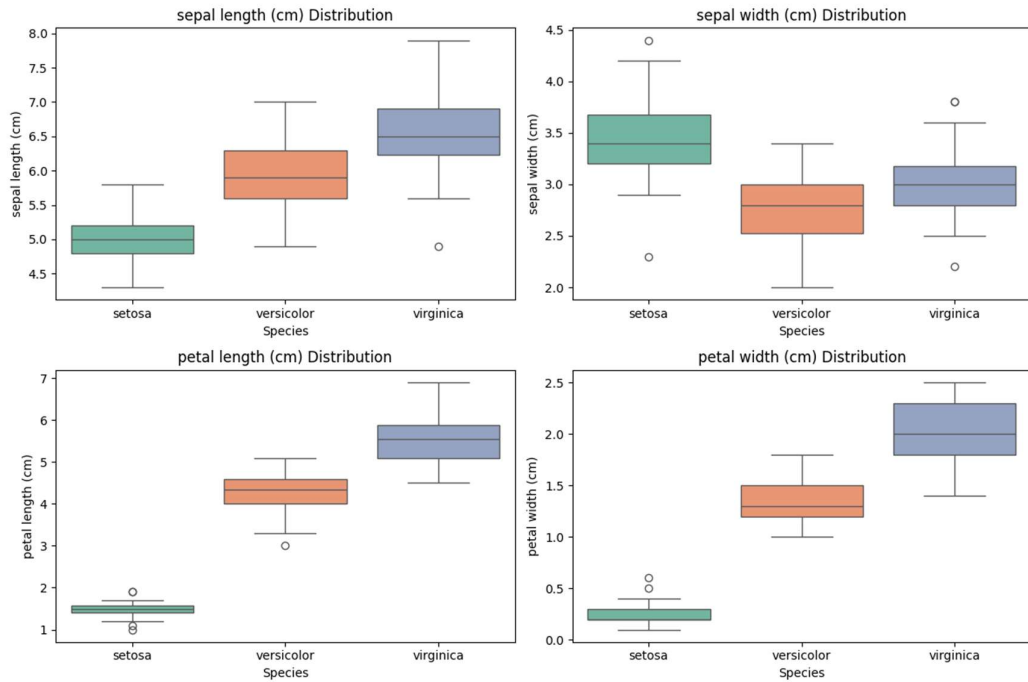 sepal length (cm) Distribution
sepal length (cm)
8.0
7.5
7.0
6.5
6.0
5.5
5.0
4.5
setosa versicolor virginica
Species
sepal width (cm) Distribution
sepal width (cm)
4.5
4.0
3.5
3.0
2.5
2.0
setosa versicolor virginica
Species
petal length (cm) Distribution
petal length (cm)
7
6
5
4
3
2
1
setosa versicolor virginica
Species
petal width (cm) Distribution
petal width (cm)
2.5
2.0
1.5
1.0
0.5
0.0
setosa versicolor virginica
Species